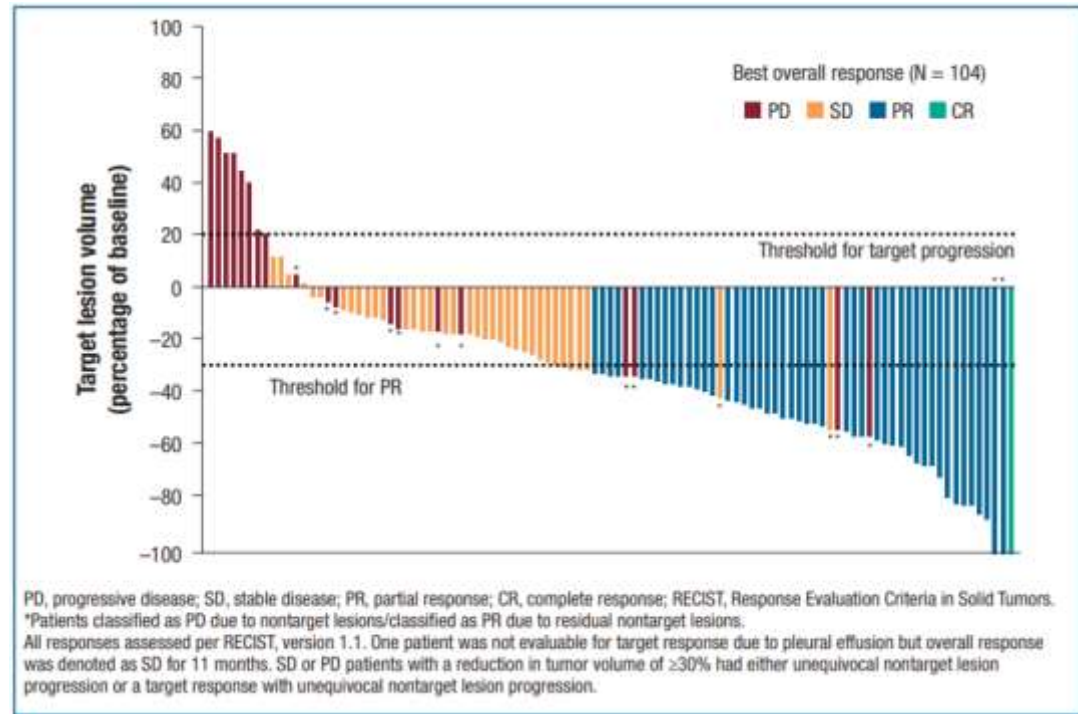 100
80
60
40
20
0
–20
–40
–60
–80
–100
Target lesion volume
(percentage of baseline)
Best overall response (N = 104)
PD SD PR CR
Threshold for target progression
Threshold for PR
PD, progressive disease; SD, stable disease; PR, partial response; CR, complete response; RECIST, Response Evaluation Criteria in Solid Tumors.
*Patients classified as PD due to nontarget lesions/classified as PR due to residual nontarget lesions.
All responses assessed per RECIST, version 1.1. One patient was not evaluable for target response due to pleural effusion but overall response
was denoted as SD for 11 months. SD or PD patients with a reduction in tumor volume of ≥30% had either unequivocal nontarget lesion
progression or a target response with unequivocal nontarget lesion progression.